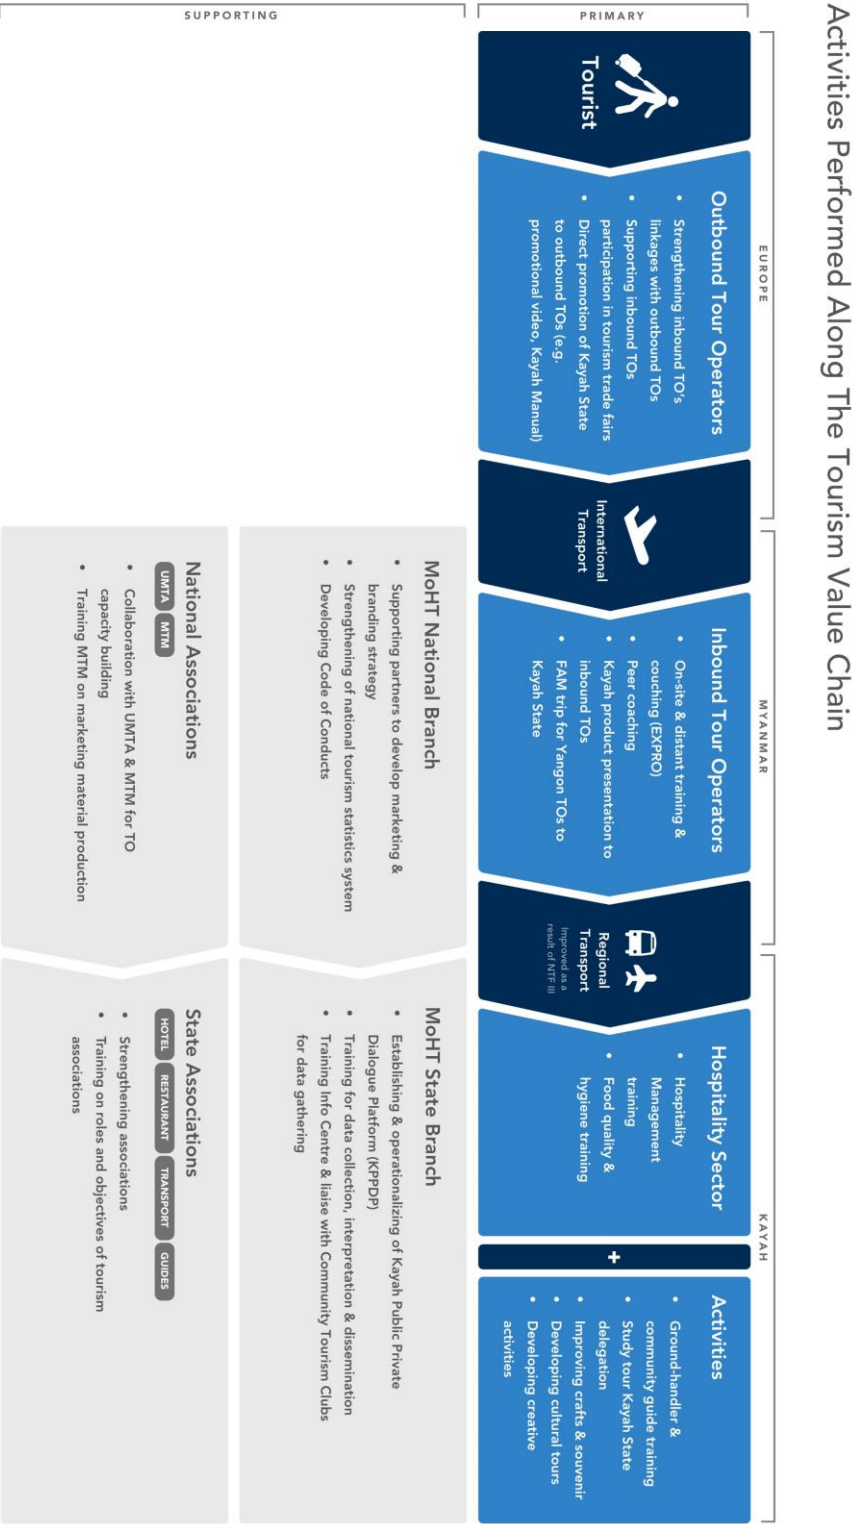 Activities Performed Along The Tourism Value Chain
EUROPE
MYANMAR
KAYAH
PRIMARY
Tourist
Outbound Tour Operators
• Strengthening inbound TO's
linkages with outbound TOs
• Supporting inbound TOs
participation in tourism trade fairs
• Direct promotion of Kayah State
to outbound TOs (e.g.
promotional video, Kayah Manual)
International
Transport
Inbound Tour Operators
• On-site & distant training &
couching (EXPRO)
• Peer coaching
• Kayah product presentation to
inbound TOs
• FAM trip for Yangon TOs to
Kayah State
Regional
Transport
Improved as a
result of NTF III
Hospitality Sector
• Hospitality
Management
training
• Food quality &
hygiene training
+
Activities
• Ground-handler &
community guide training
• Study tour Kayah State
delegation
• Improving crafts & souvenir
• Developing cultural tours
• Developing creative
activities
SUPPORTING
MoHT National Branch
• Supporting partners to develop marketing &
branding strategy
• Strengthening of national tourism statistics system
• Developing Code of Conducts
MoHT State Branch
• Establishing & operationalizing of Kayah Public Private
Dialogue Platform (KPPDP)
• Training for data collection, interpretation & dissemination
• Training Info Centre & liaise with Community Tourism Clubs
for data gathering
National Associations
UMTA MTM
• Collaboration with UMTA & MTM for TO
capacity building
• Training MTM on marketing material production
State Associations
HOTEL RESTAURANT TRANSPORT GUIDES
• Strengthening associations
• Training on roles and objectives of tourism
associations